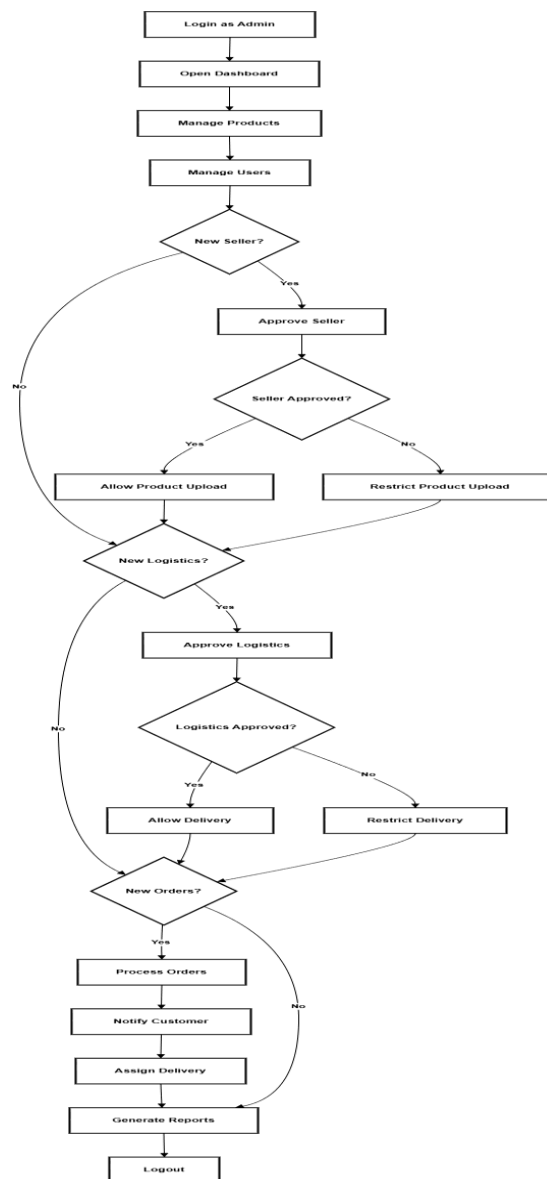 Login as Admin
Open Dashboard
Manage Products
Manage Users
New Seller?
Yes
Approve Seller
No
Seller Approved?
Yes
No
Allow Product Upload
Restrict Product Upload
New Logistics?
Yes
Approve Logistics
No
Logistics Approved?
Yes
No
Allow Delivery
Restrict Delivery
New Orders?
Yes
Process Orders
No
Notify Customer
Assign Delivery
Generate Reports
Logout